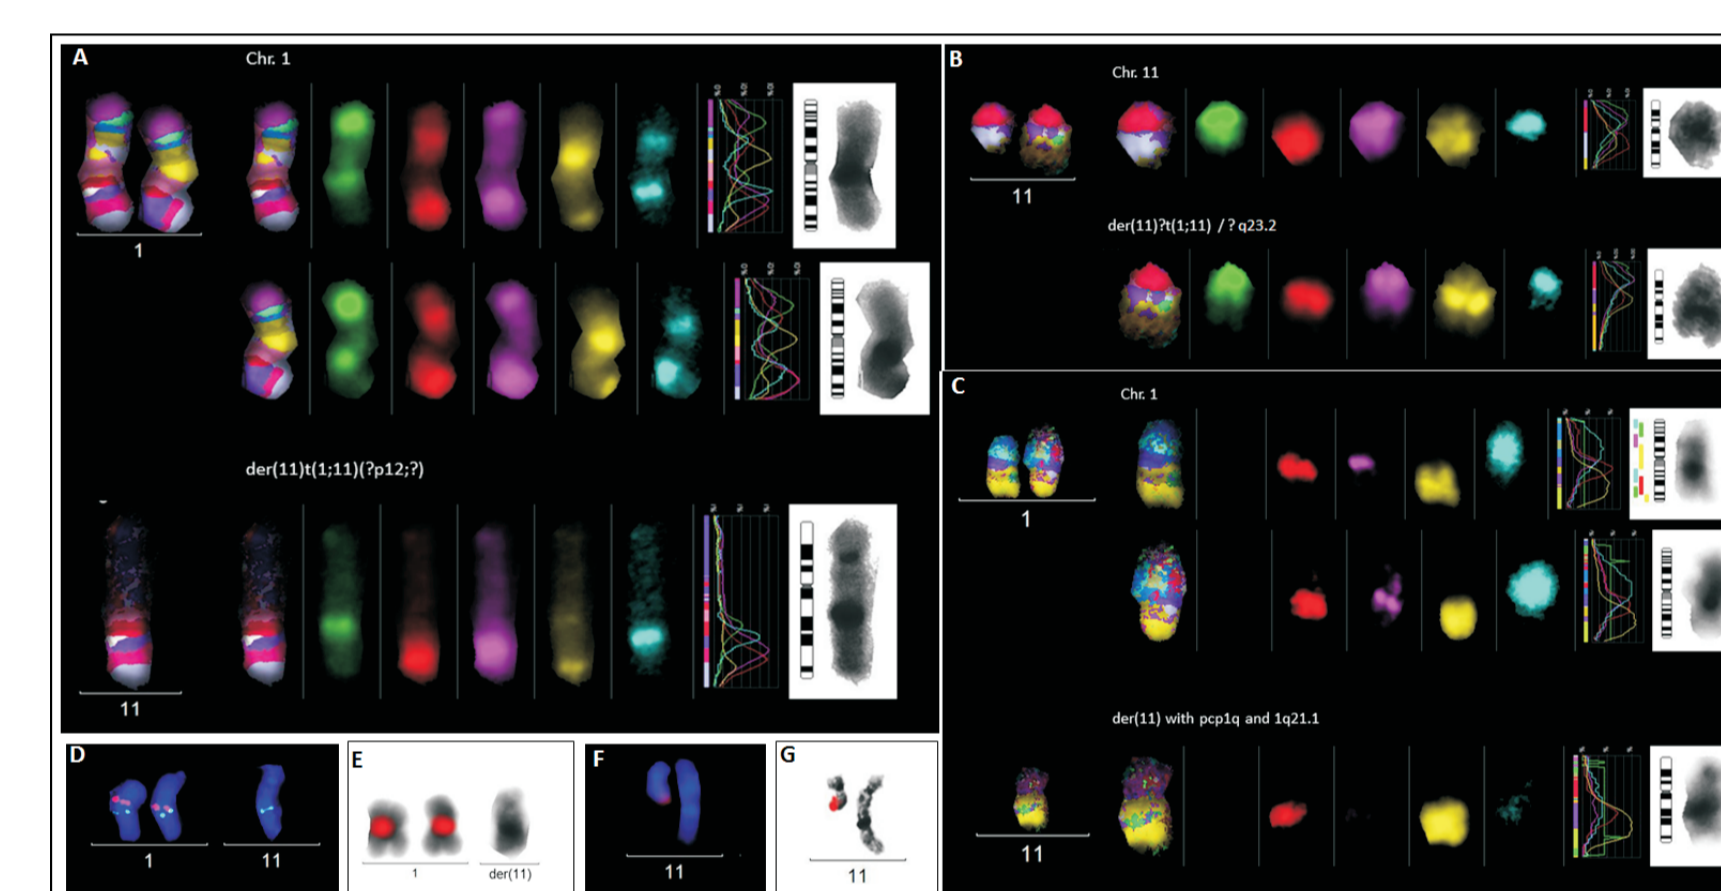 A
Chr. 1
1
der(11)t(1;11)(?p12;?)
11
B
Chr. 11
11
der(11)?t(1;11) / ? q23.2
C
Chr. 1
1
der(11) with pcp1q and 1q21.1
11
D
1
11
E
1
der(11)
F
11
G
11